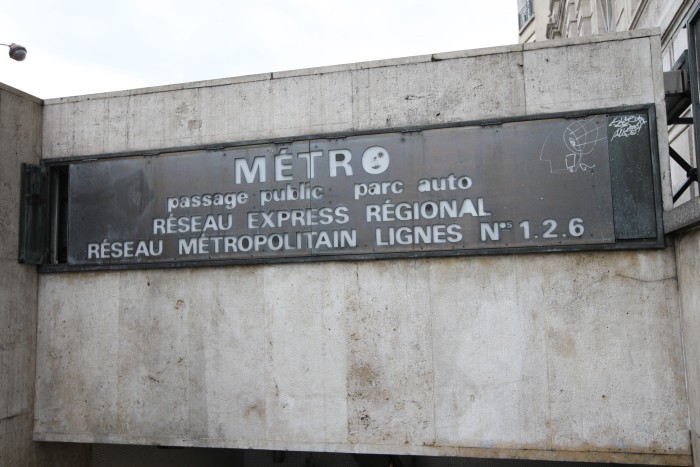 MÉTRO
passage public parc auto
RÉSEAU EXPRESS RÉGIONAL
RÉSEAU MÉTROPOLITAIN LIGNES Nos 1.2.6